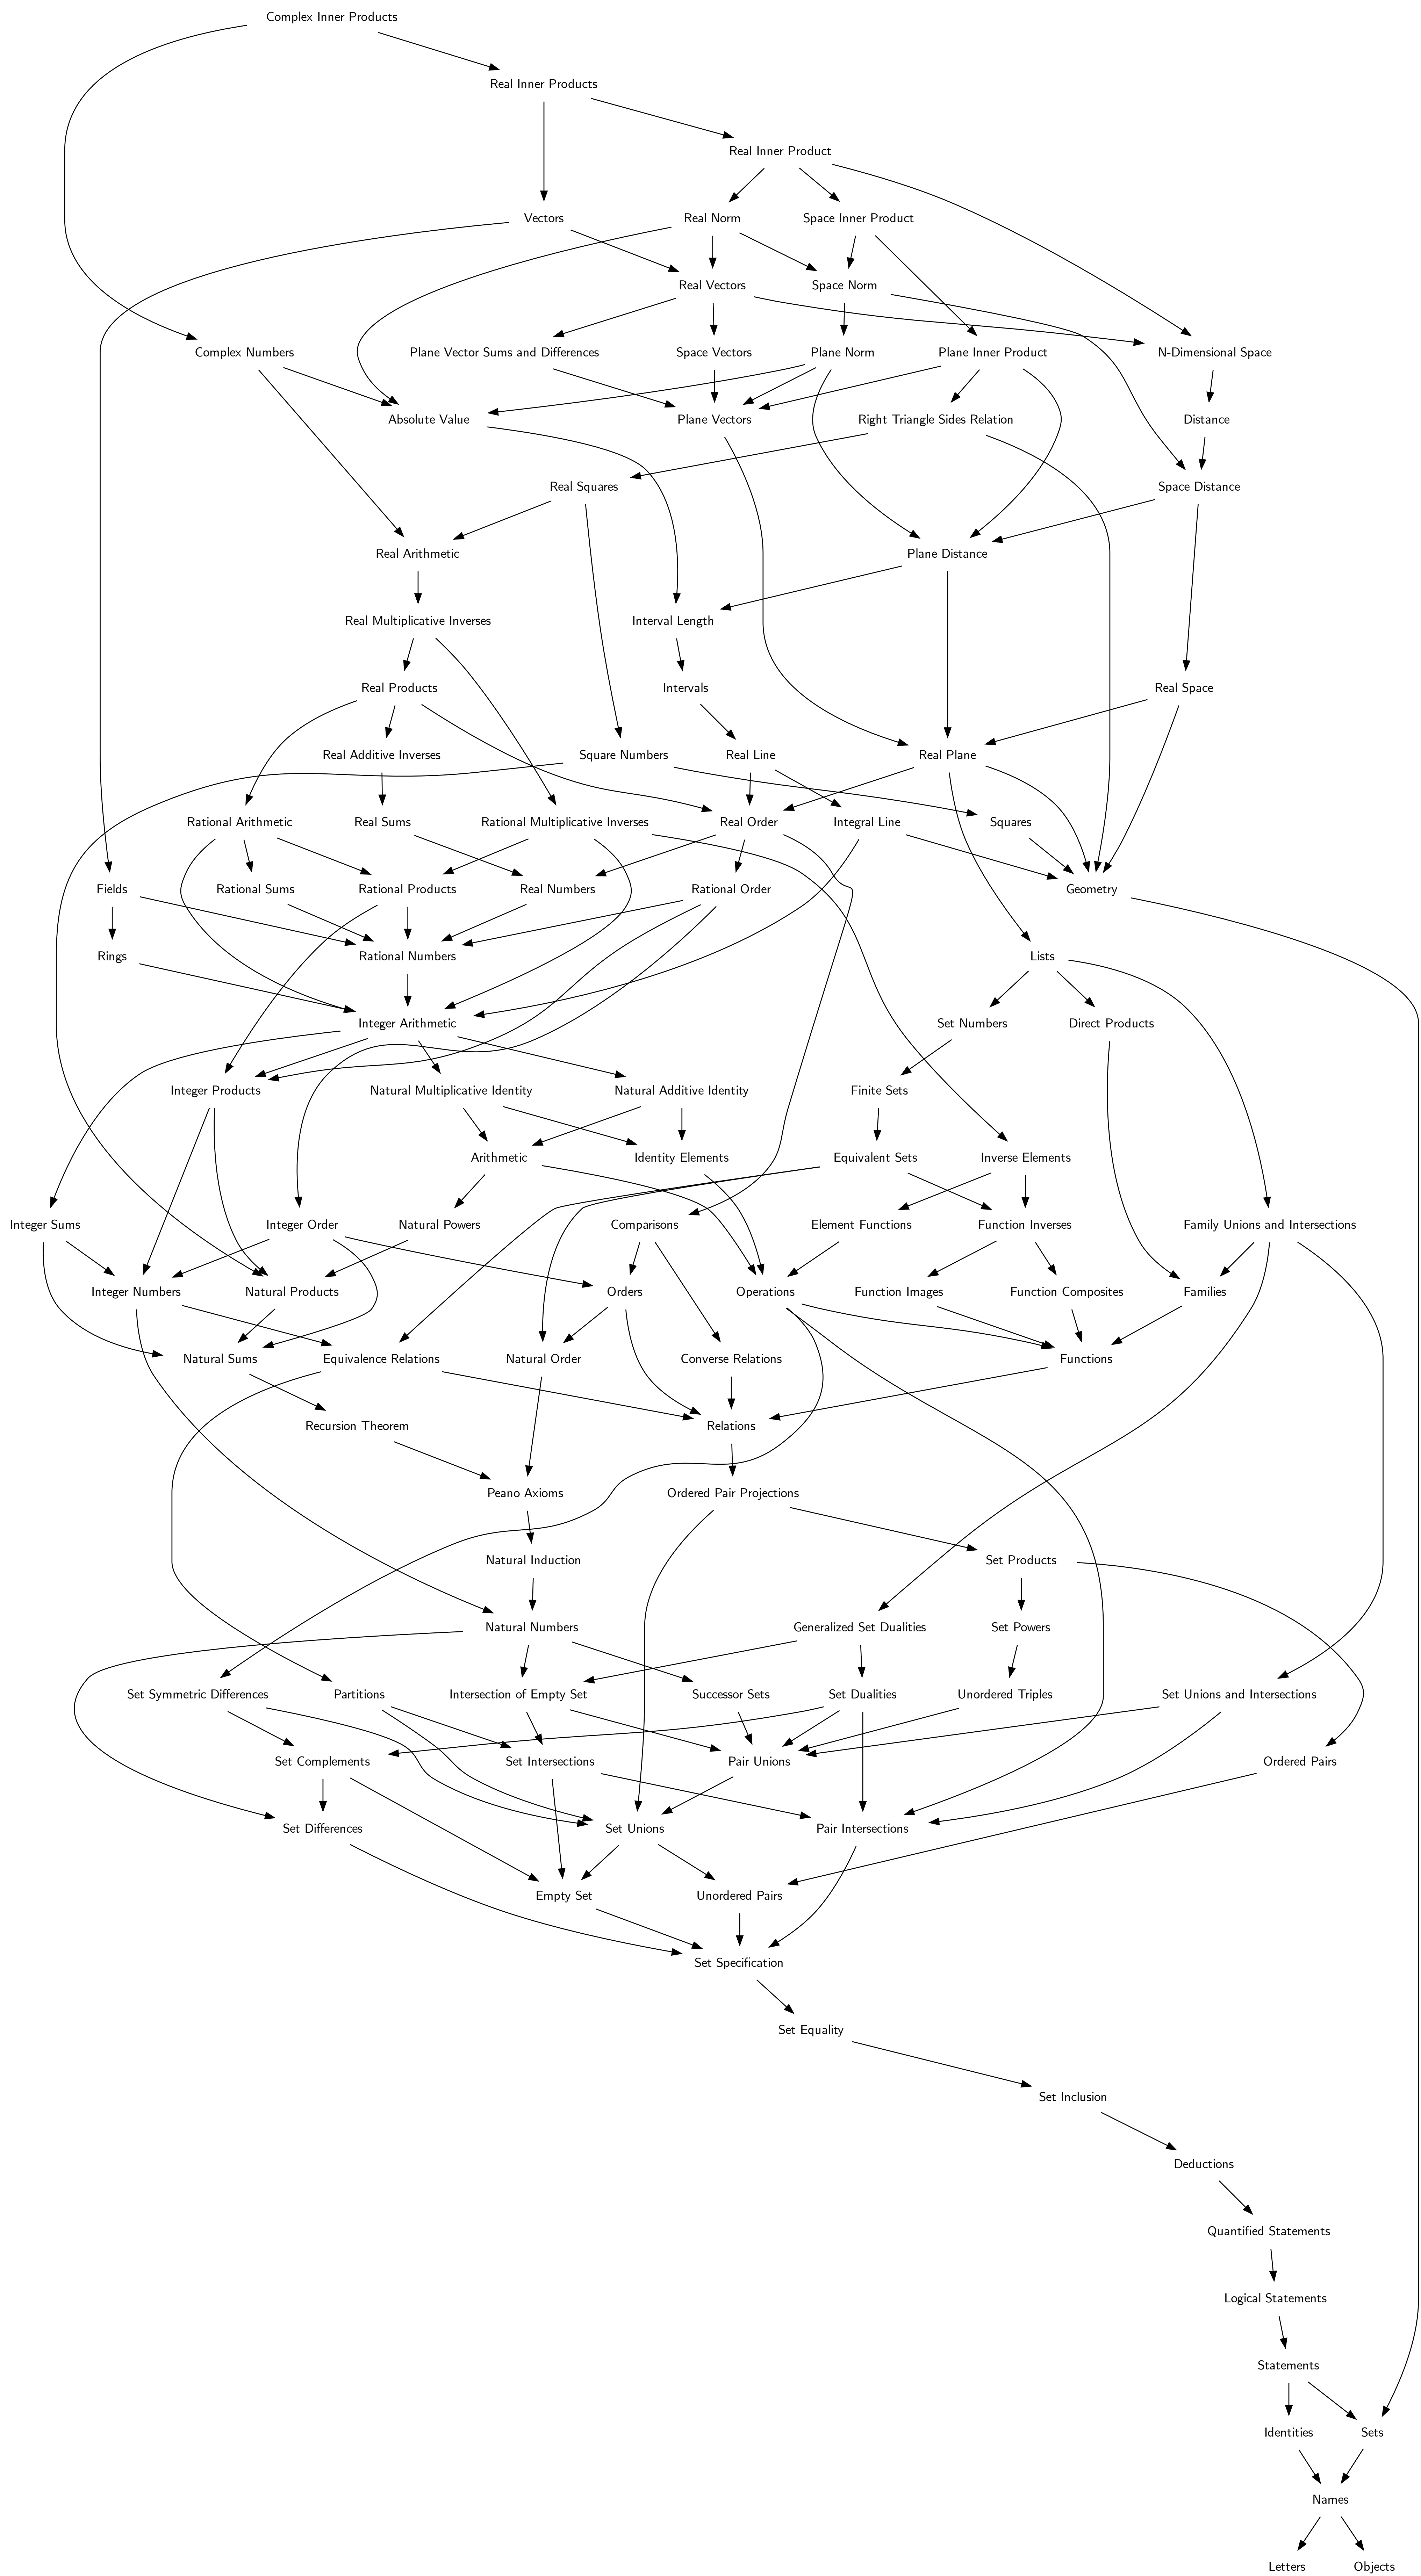 Complex Inner Products
Real Inner Products
Real Inner Product
Vectors
Real Norm
Space Inner Product
Real Vectors
Space Norm
Complex Numbers
Plane Vector Sums and Differences
Space Vectors
Plane Norm
Plane Inner Product
N-Dimensional Space
Absolute Value
Plane Vectors
Right Triangle Sides Relation
Distance
Real Squares
Space Distance
Real Arithmetic
Plane Distance
Real Multiplicative Inverses
Interval Length
Real Products
Intervals
Real Space
Real Additive Inverses
Square Numbers
Real Line
Real Plane
Rational Arithmetic
Real Sums
Rational Multiplicative Inverses
Real Order
Integral Line
Squares
Fields
Rational Sums
Rational Products
Real Numbers
Rational Order
Geometry
Rings
Rational Numbers
Lists
Integer Arithmetic
Set Numbers
Direct Products
Integer Products
Natural Multiplicative Identity
Natural Additive Identity
Finite Sets
Arithmetic
Identity Elements
Equivalent Sets
Inverse Elements
Integer Sums
Integer Order
Natural Powers
Comparisons
Element Functions
Function Inverses
Family Unions and Intersections
Integer Numbers
Natural Products
Orders
Operations
Function Images
Function Composites
Families
Natural Sums
Equivalence Relations
Natural Order
Converse Relations
Functions
Recursion Theorem
Relations
Peano Axioms
Ordered Pair Projections
Natural Induction
Set Products
Natural Numbers
Generalized Set Dualities
Set Powers
Set Symmetric Differences
Partitions
Intersection of Empty Set
Successor Sets
Set Dualities
Unordered Triples
Set Unions and Intersections
Set Complements
Set Intersections
Pair Unions
Ordered Pairs
Set Differences
Set Unions
Pair Intersections
Empty Set
Unordered Pairs
Set Specification
Set Equality
Set Inclusion
Deductions
Quantified Statements
Logical Statements
Statements
Identities
Sets
Names
Letters
Objects